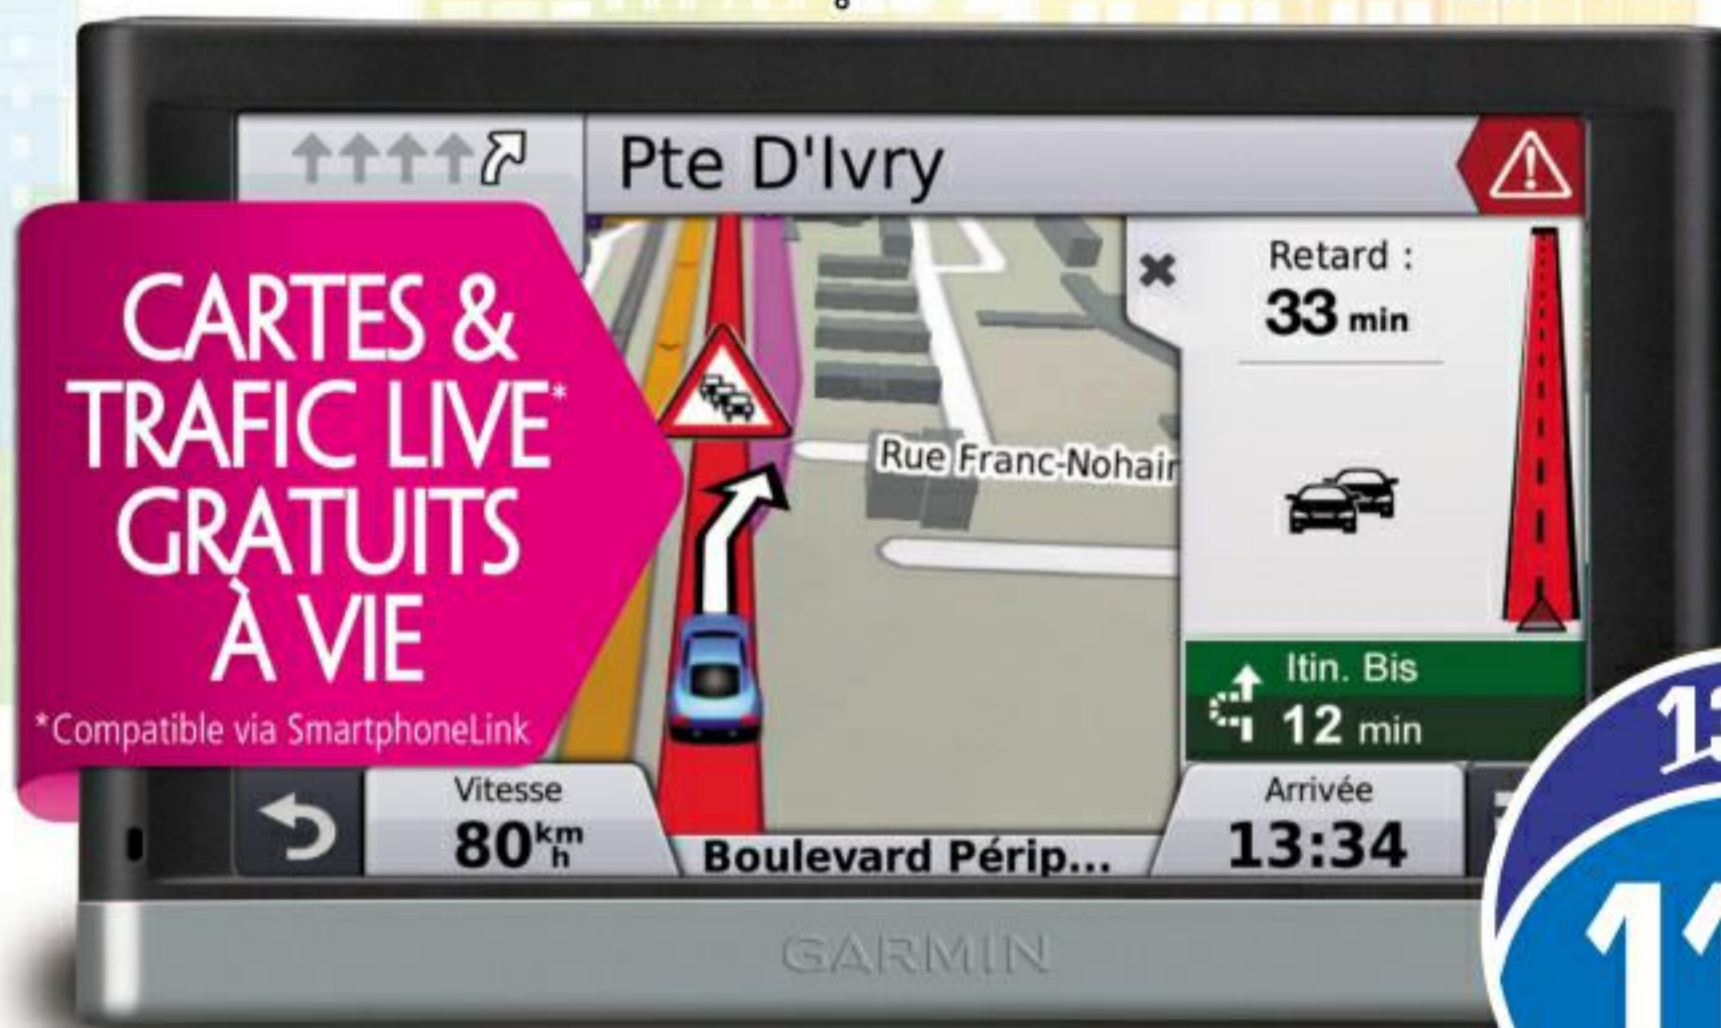 Pte D'Ivry
CARTES &
TRAFIC LIVE*
GRATUITS
À VIE
*Compatible via SmartphoneLink
Retard :
33 min
Rue Franc-Nohain
Itin. Bis
12 min
Vitesse
80 km/h
Boulevard Périp...
Arrivée
13:34
GARMIN